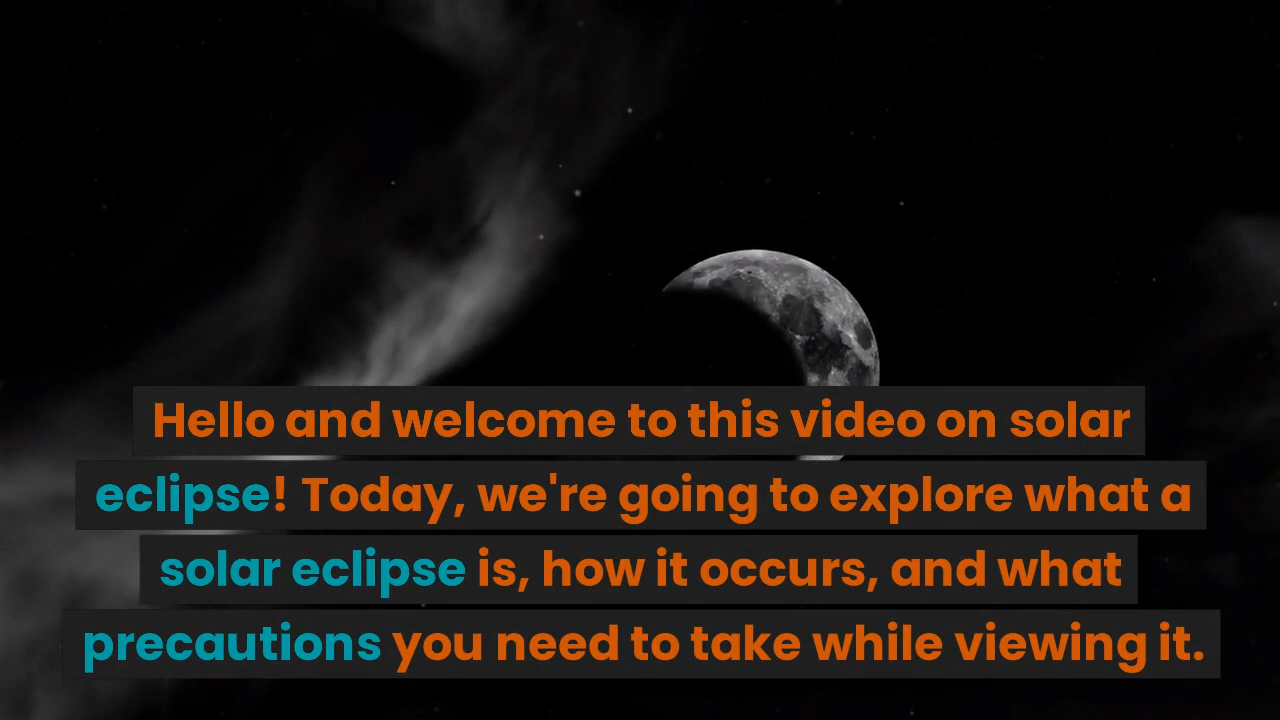 Hello and welcome to this video on solar
eclipse! Today, we're going to explore what a
solar eclipse is, how it occurs, and what
precautions you need to take while viewing it.